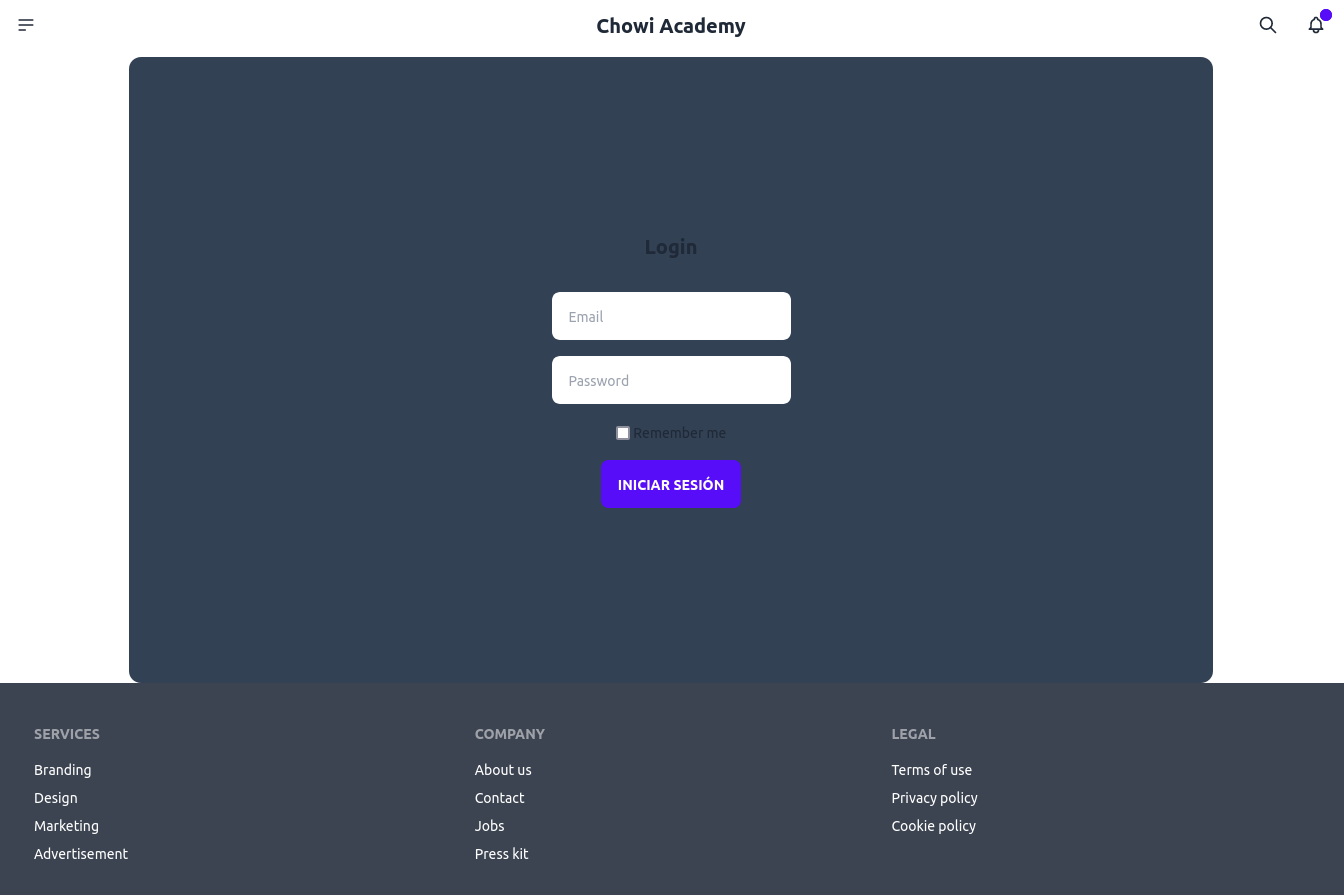 Chowi Academy
Login
Email
Password
Remember me
INICIAR SESIÓN
SERVICES
Branding
Design
Marketing
Advertisement
COMPANY
About us
Contact
Jobs
Press kit
LEGAL
Terms of use
Privacy policy
Cookie policy